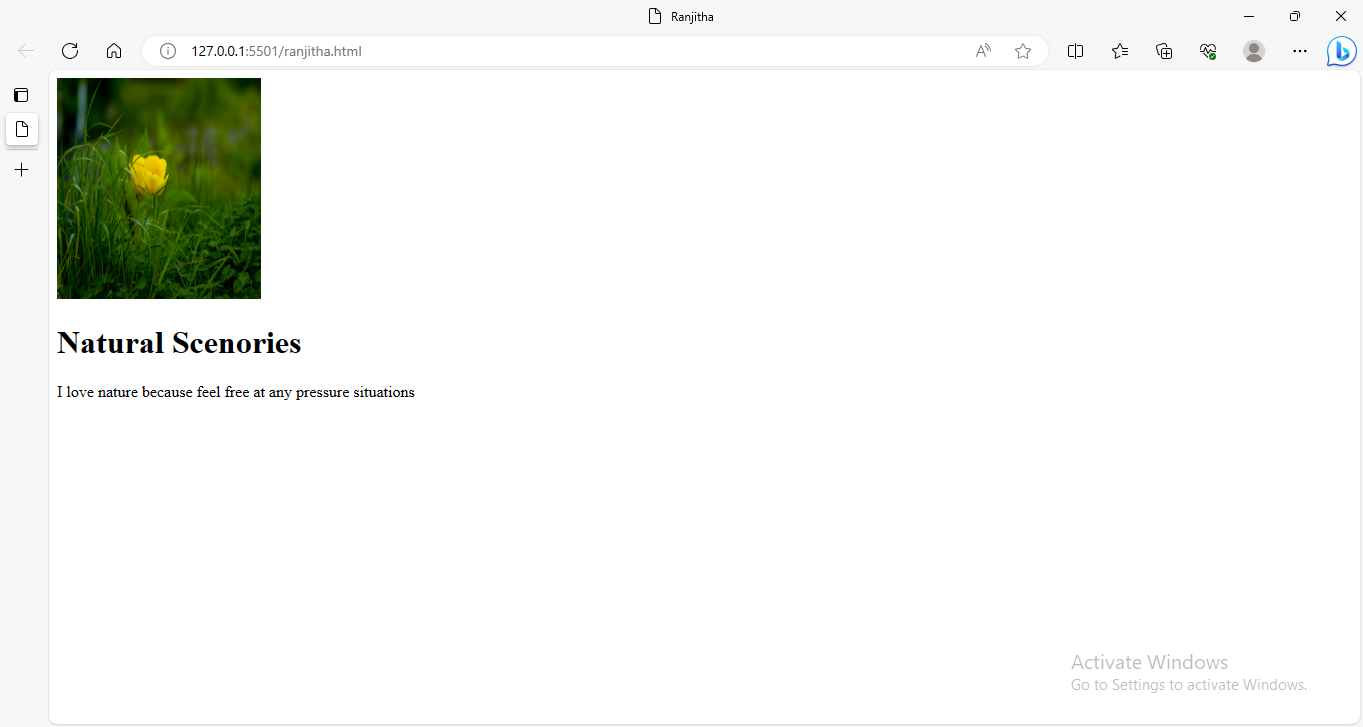 Ranjitha
127.0.0.1:5501/ranjitha.html
Natural Scenories
I love nature because feel free at any pressure situations
Activate Windows
Go to Settings to activate Windows.